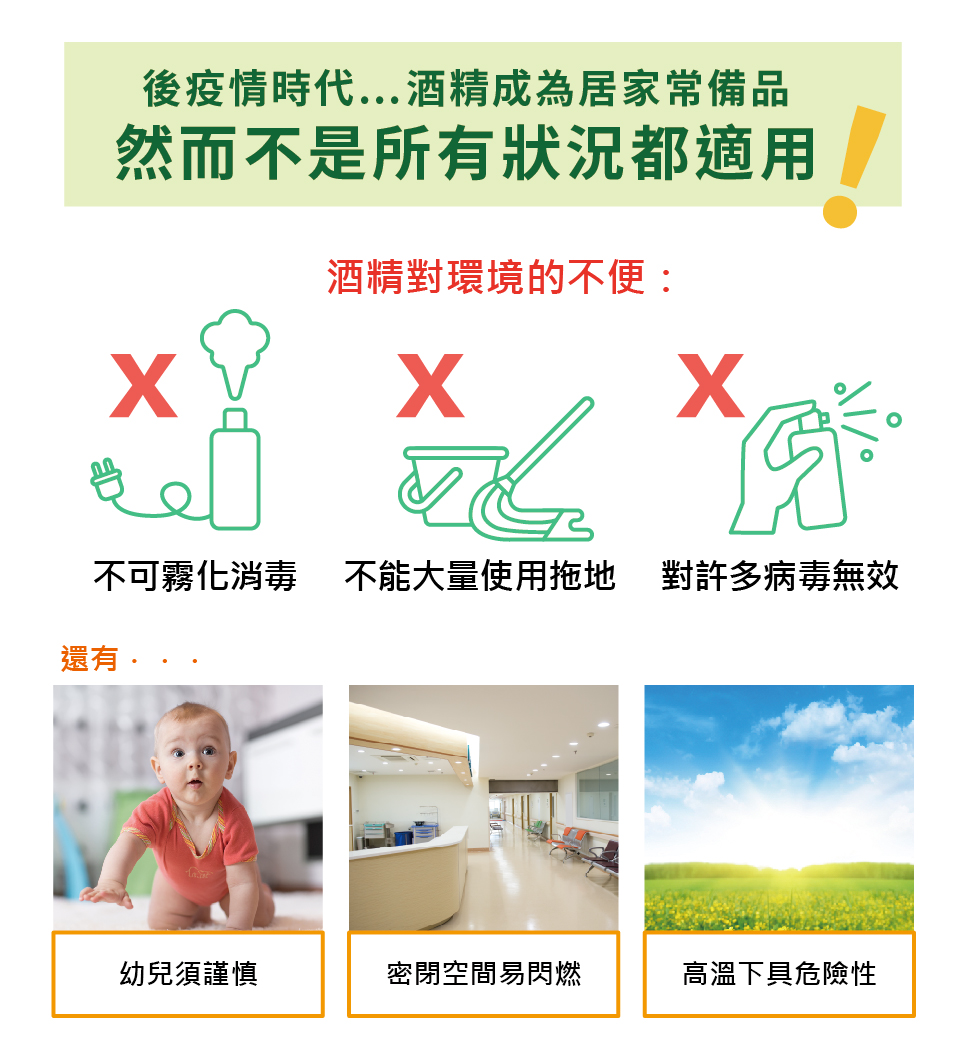 後疫情時代...酒精成為居家常備品
然而不是所有狀況都適用!
酒精對環境的不便：
X
X
X
不可霧化消毒
不能大量使用拖地
對許多病毒無效
還有．．．
幼兒須謹慎
密閉空間易閃燃
高溫下具危險性